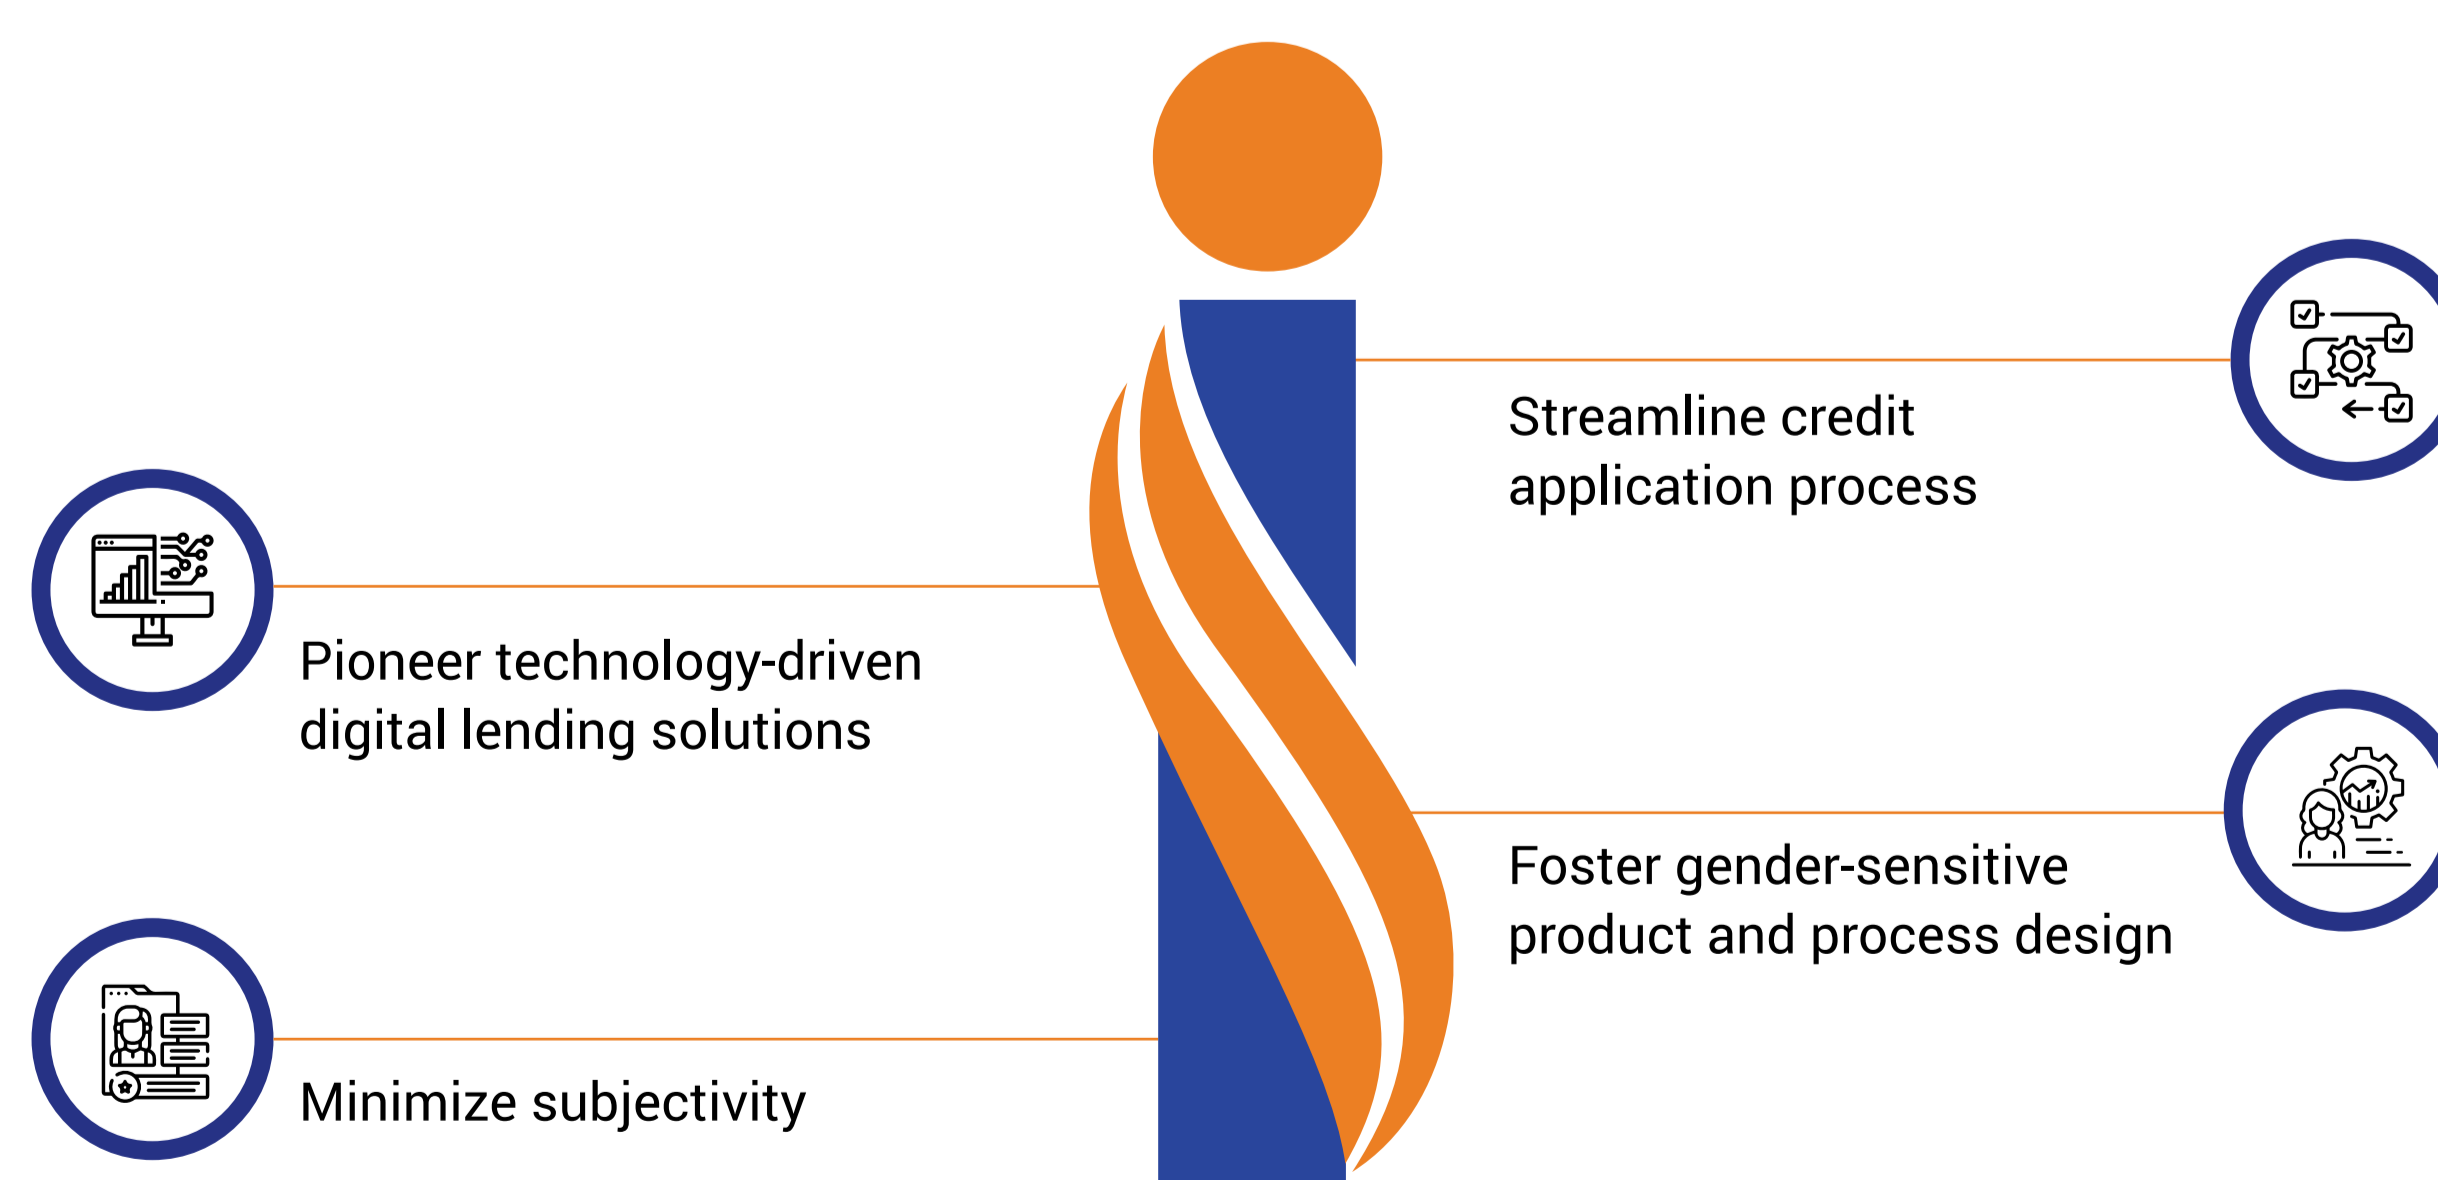 Streamline credit
application process
Pioneer technology-driven
digital lending solutions
Foster gender-sensitive
product and process design
Minimize subjectivity